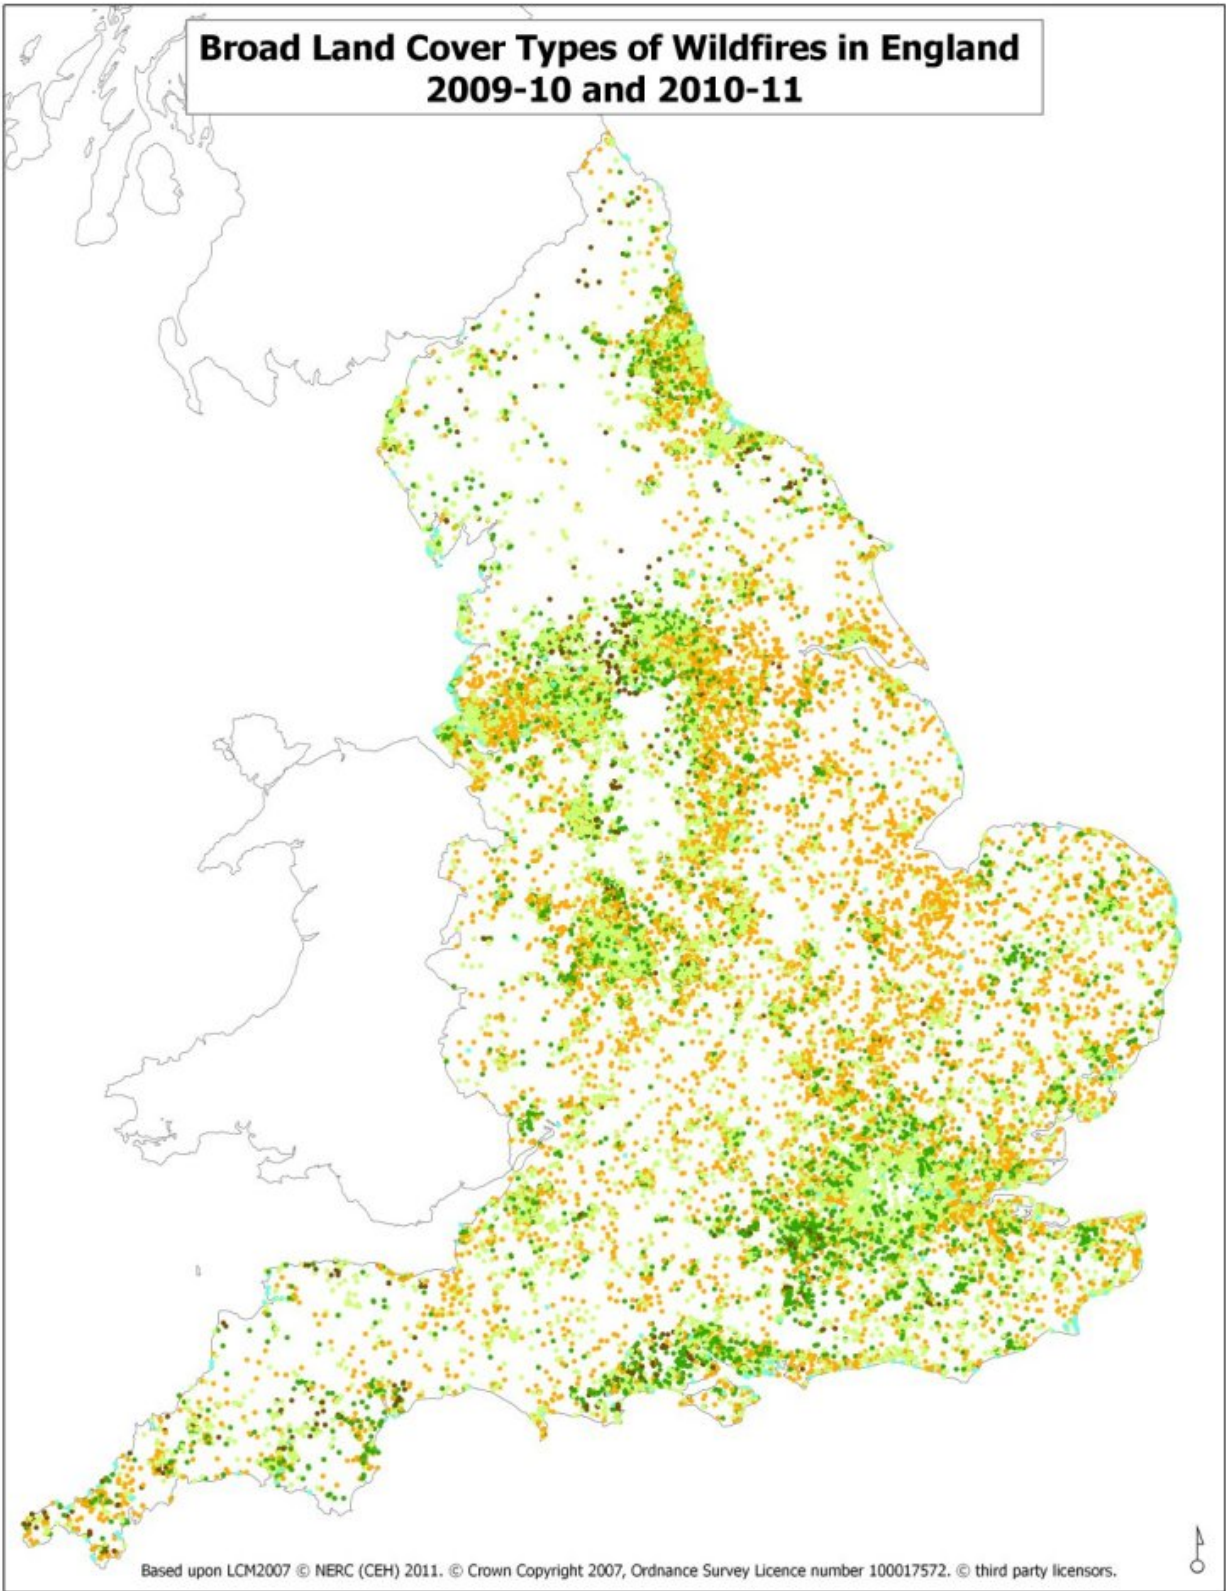 Broad Land Cover Types of Wildfires in England
2009-10 and 2010-11
Based upon LCM2007 © NERC (CEH) 2011. © Crown Copyright 2007, Ordnance Survey Licence number 100017572. © third party licensors.